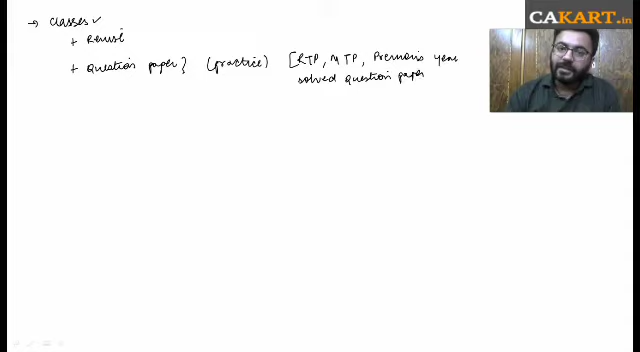 CAKART.in
→ classes ✓
+ Revise
+ Question paper} (practice) [RTP, MTP, Previous year
solved question paper